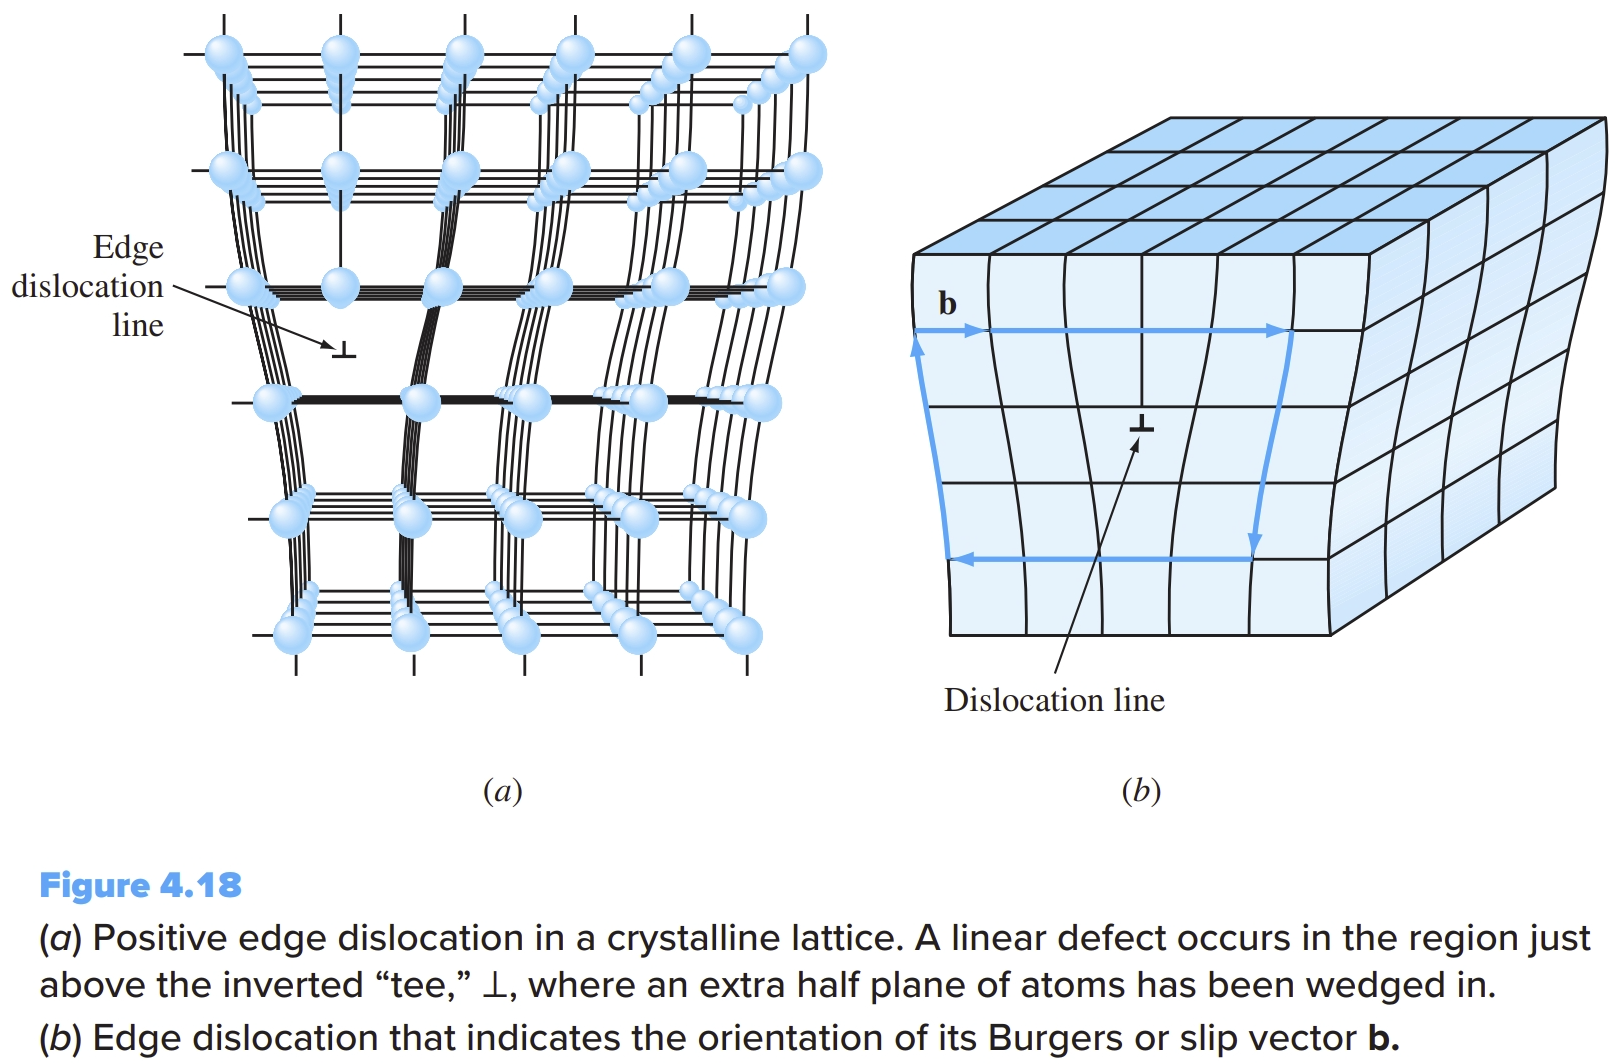 Edge
dislocation
line
⊥
(a)
b
⊥
Dislocation line
(b)
Figure 4.18
(a) Positive edge dislocation in a crystalline lattice. A linear defect occurs in the region just
above the inverted “tee,” ⊥, where an extra half plane of atoms has been wedged in.
(b) Edge dislocation that indicates the orientation of its Burgers or slip vector b.